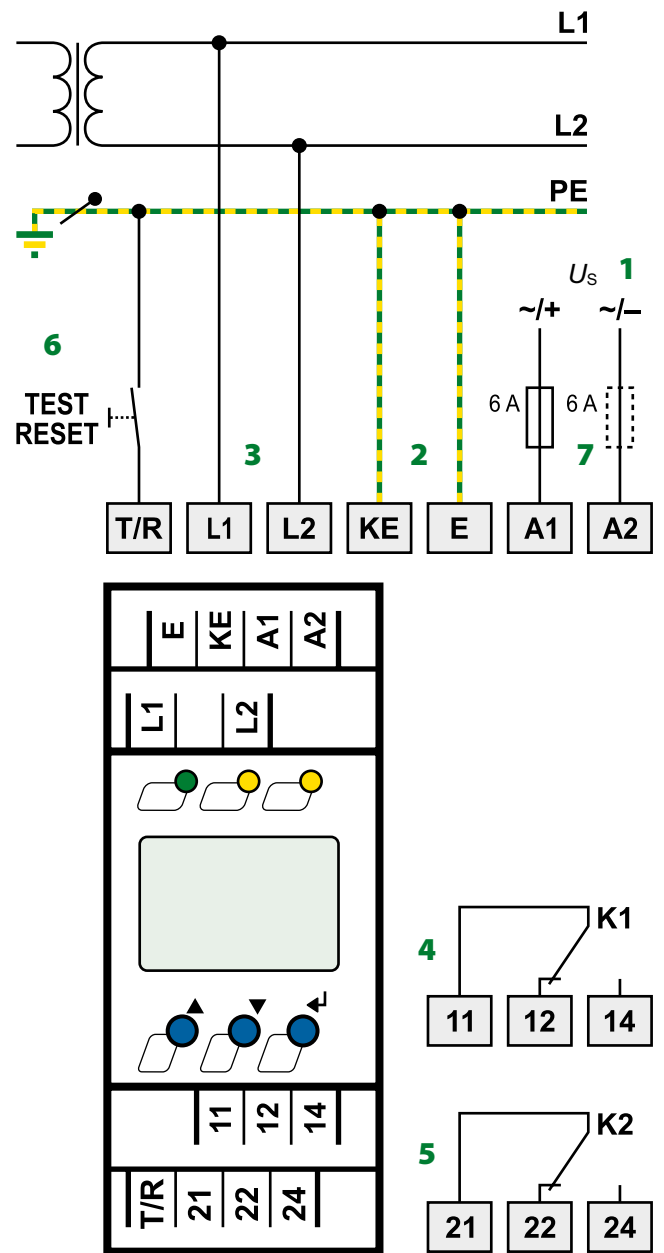 L1
L2
PE
U_S 1
~/+ ~/–
6
TEST
RESET
6 A 6 A
3 2 7
T/R L1 L2 KE E A1 A2
E KE A1 A2
L1 L2
K1
4
11 12 14
11 12 14
K2
5
T/R 21 22 24
21 22 24